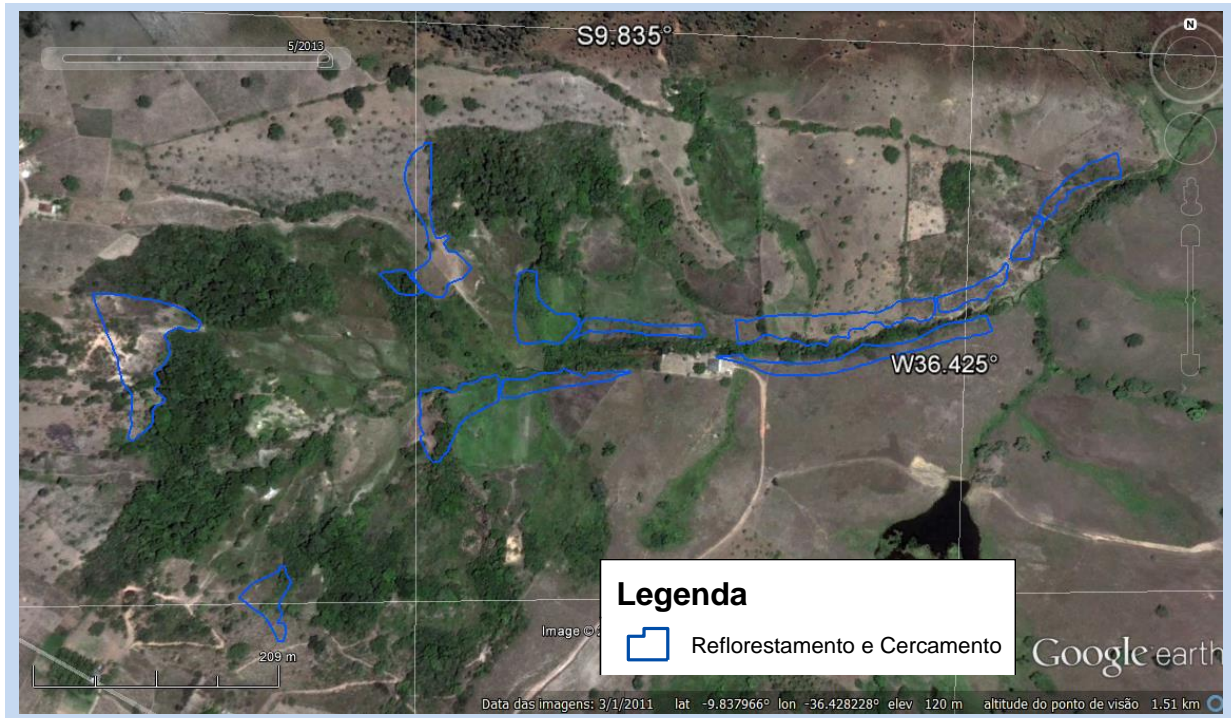 5/2013
S9.835°
N
W36.425°
Legenda
Reflorestamento e Cercamento
Image ©
209 m
Google earth
Data das imagens: 3/1/2011 lat -9.837966° lon -36.428228° elev 120 m altitude do ponto de visão 1.51 km